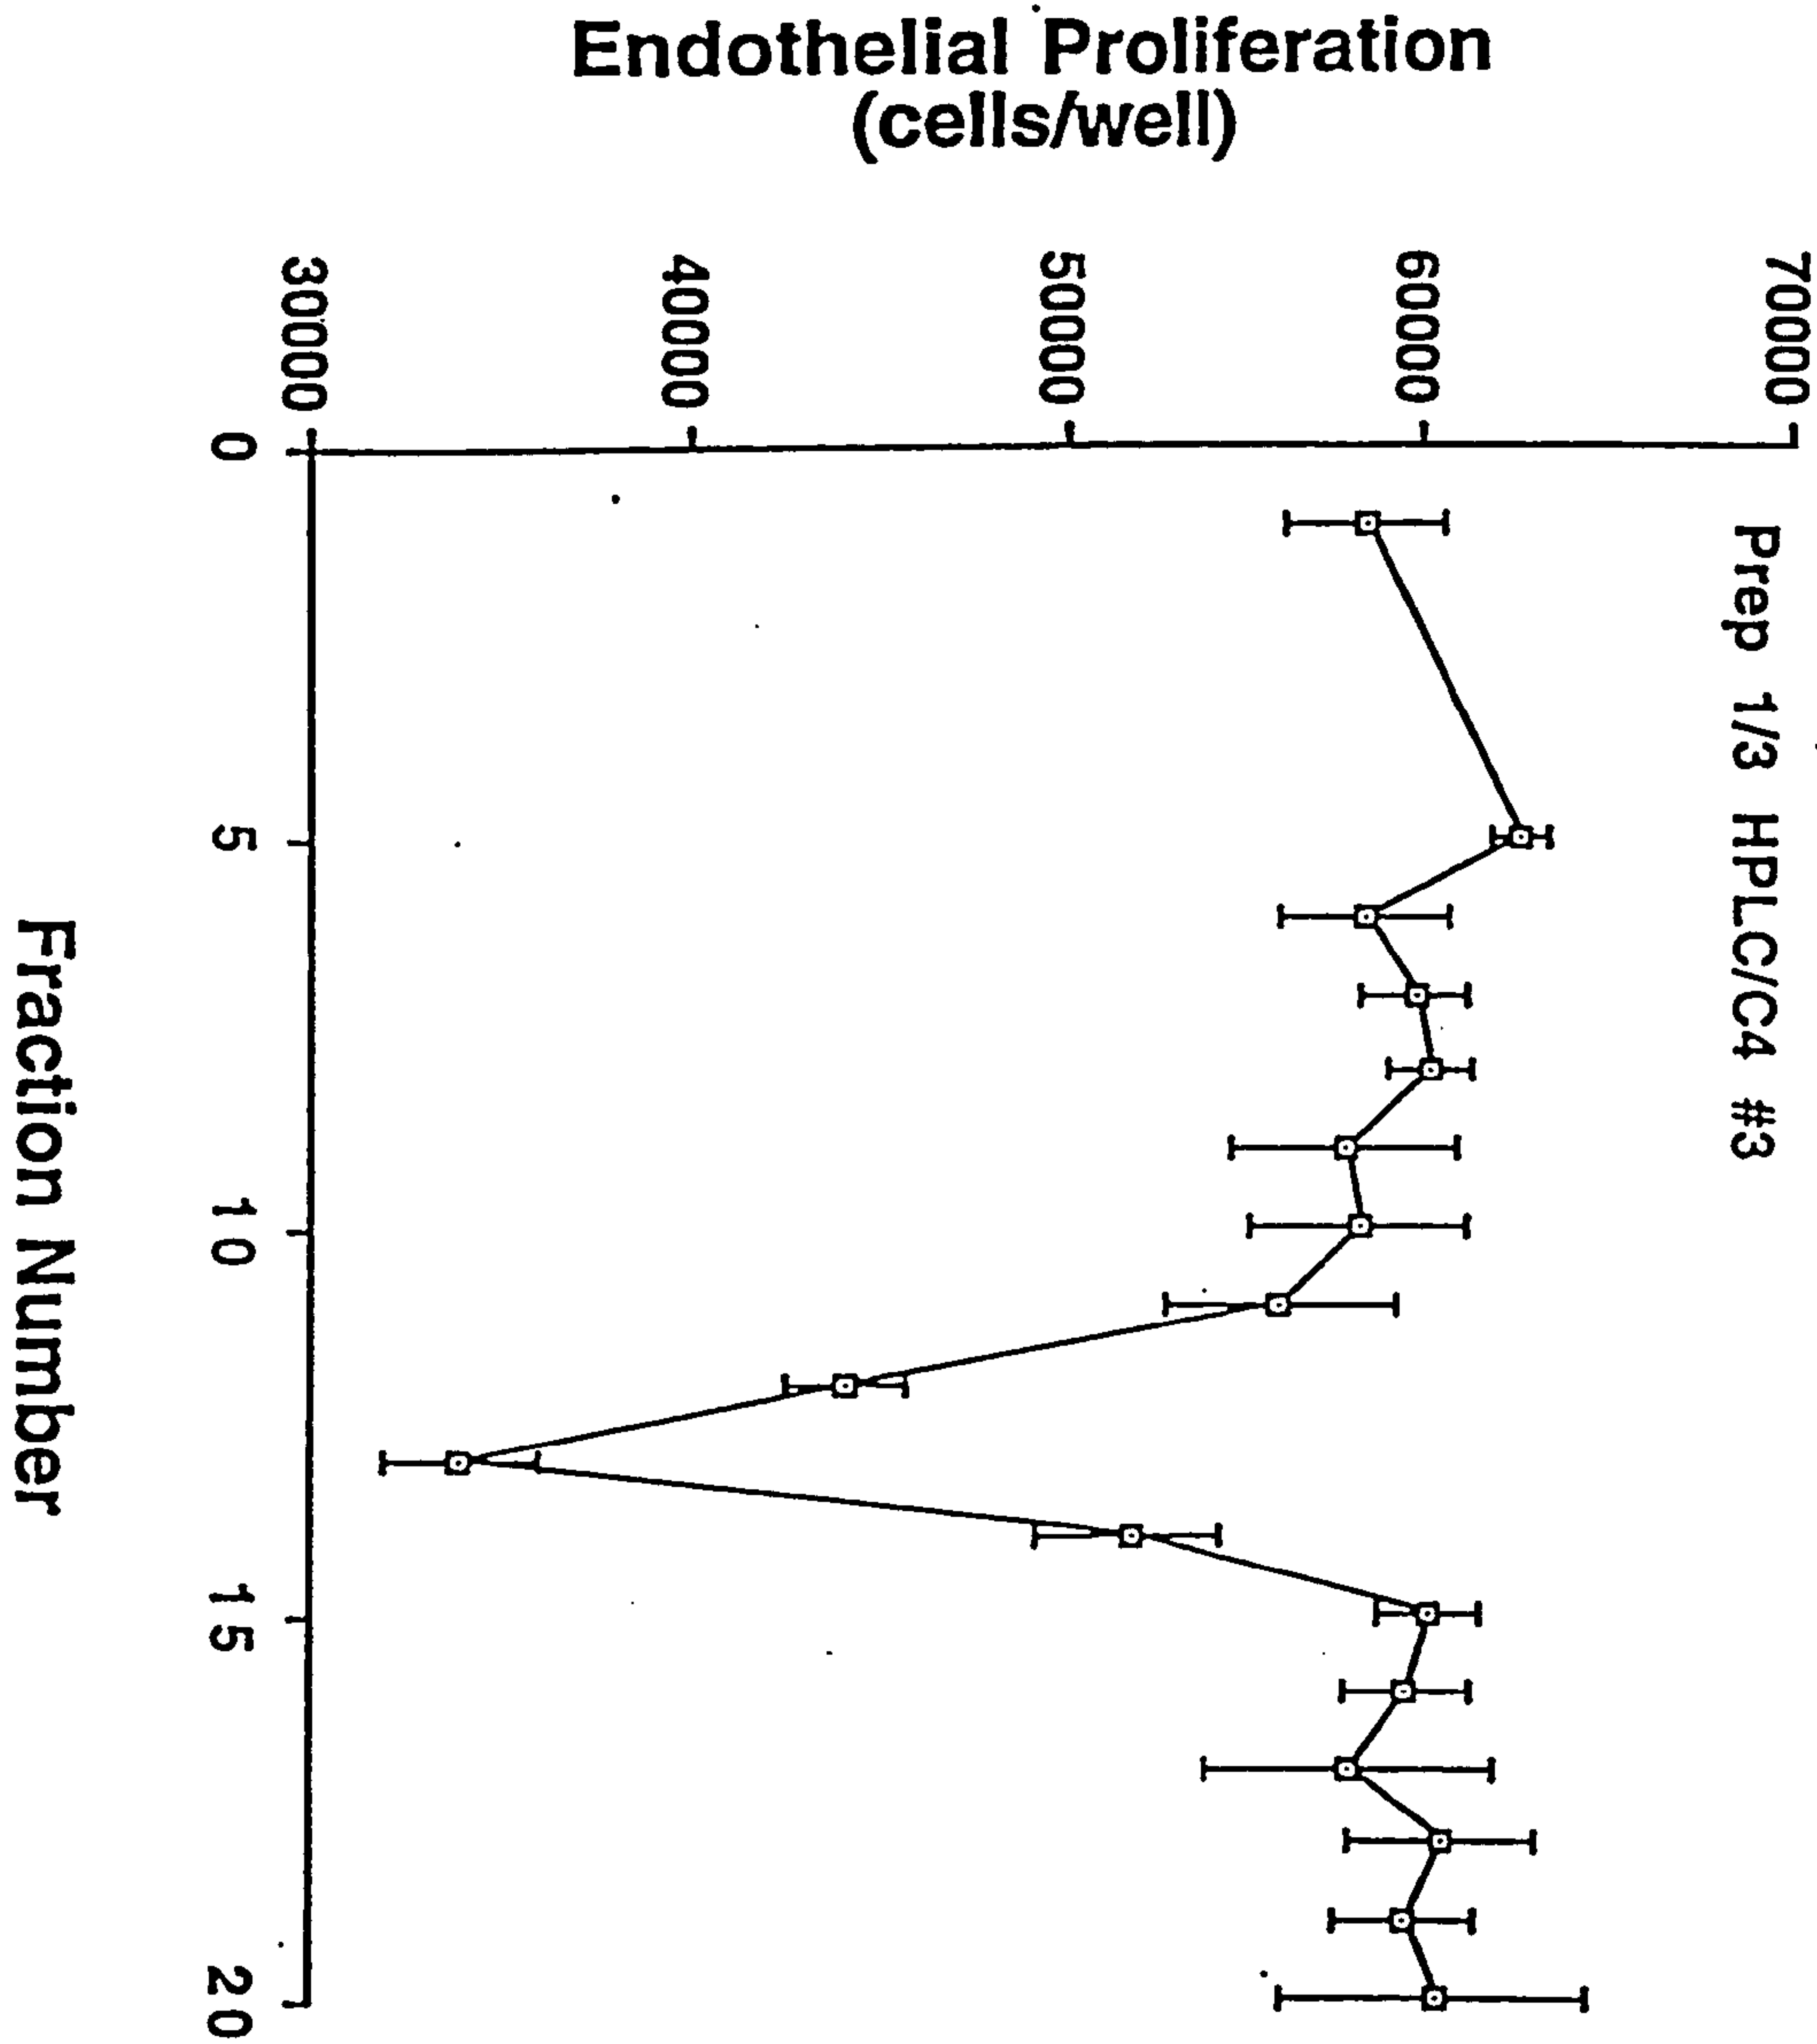 Prep 1/3 HPLC/C4 #3
Endothelial Proliferation
(cells/well)
70000
60000
50000
40000
30000
0
5
10
15
20
Fraction Number